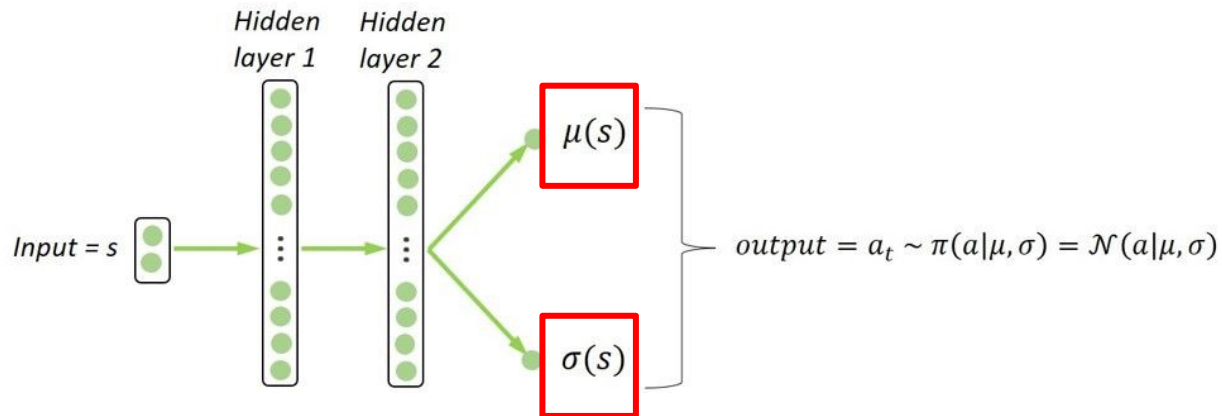 Hidden
layer 1
Hidden
layer 2
μ(s)
Input = s
output = a_t ~ π(a|μ, σ) = 𝒩(a|μ, σ)
σ(s)